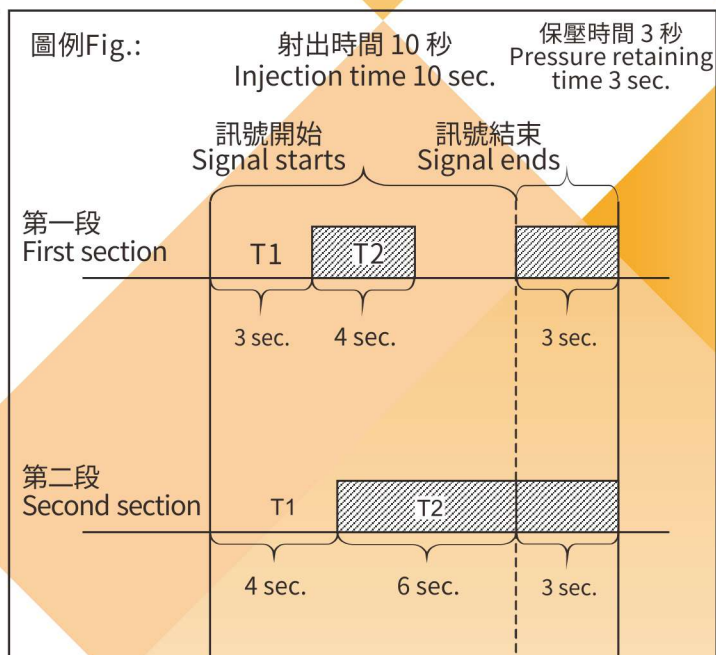 圖例Fig.:
射出時間 10 秒
Injection time 10 sec.
保壓時間 3 秒
Pressure retaining
time 3 sec.
訊號開始
Signal starts
訊號結束
Signal ends
第一段
First section
T1
T2
3 sec.
4 sec.
3 sec.
第二段
Second section
T1
T2
4 sec.
6 sec.
3 sec.